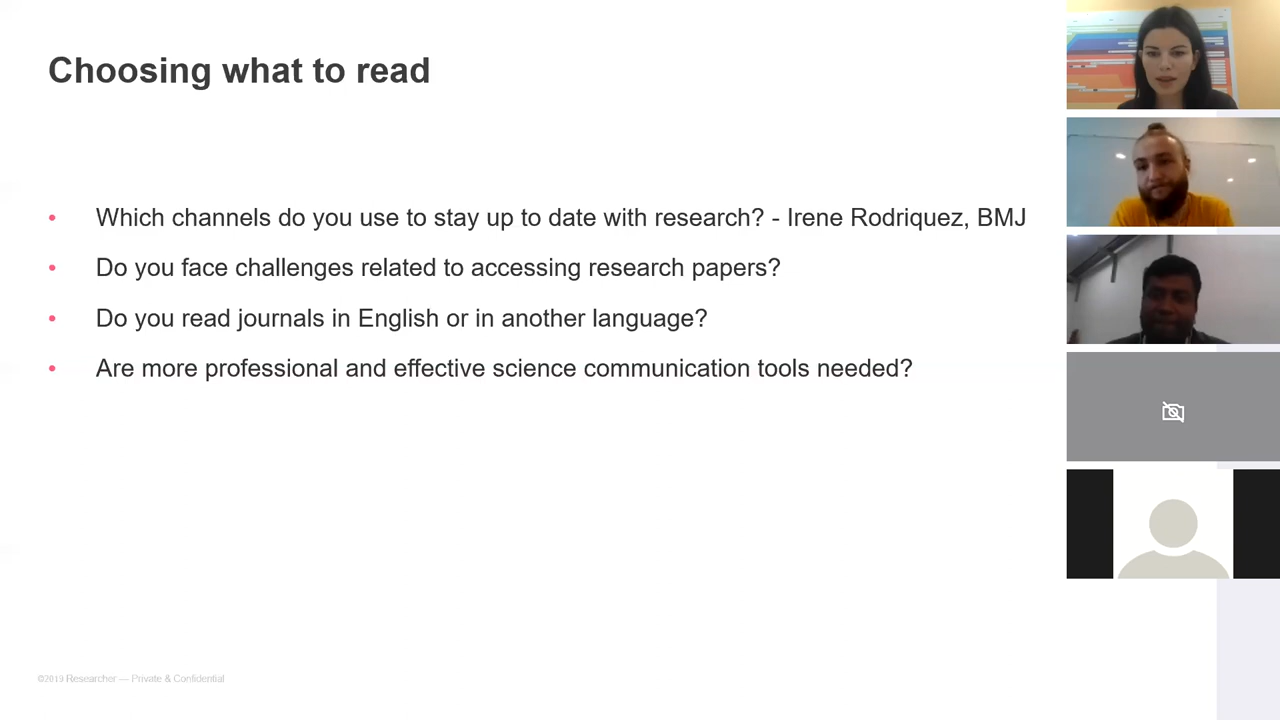 Choosing what to read
• Which channels do you use to stay up to date with research? - Irene Rodriquez, BMJ
• Do you face challenges related to accessing research papers?
• Do you read journals in English or in another language?
• Are more professional and effective science communication tools needed?
©2019 Researcher — Private & Confidential